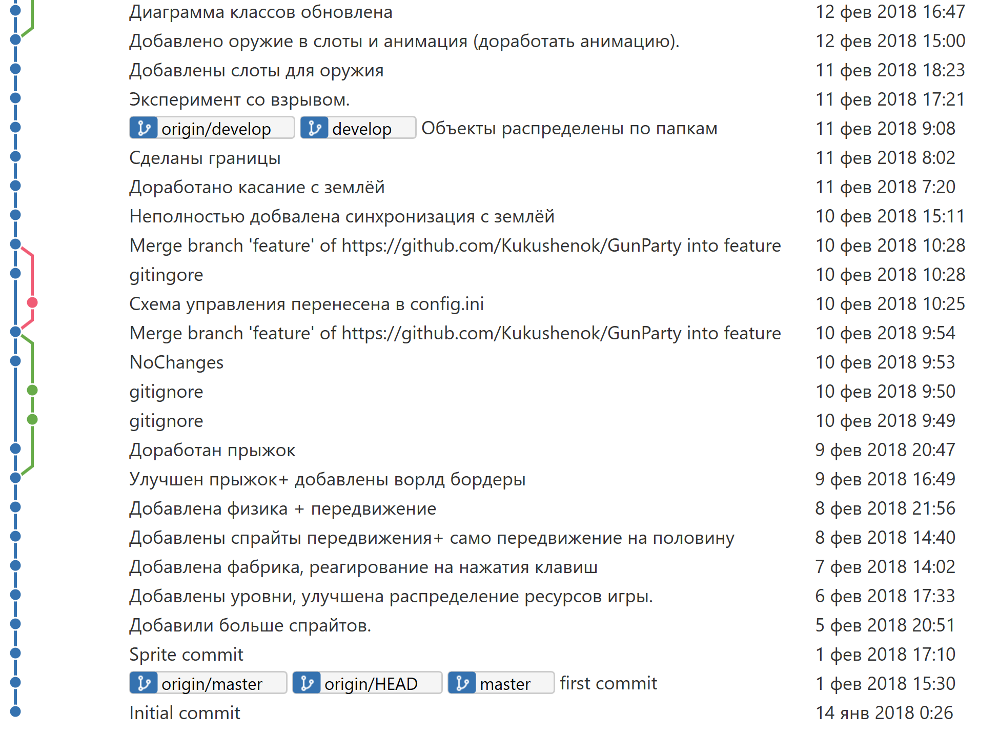 Диаграмма классов обновлена 12 фев 2018 16:47
Добавлено оружие в слоты и анимация (доработать анимацию). 12 фев 2018 15:00
Добавлены слоты для оружия 11 фев 2018 18:23
Эксперимент со взрывом. 11 фев 2018 17:21
origin/develop develop Объекты распределены по папкам 11 фев 2018 9:08
Сделаны границы 11 фев 2018 8:02
Доработано касание с землёй 11 фев 2018 7:20
Неполностью добвалена синхронизация с землёй 10 фев 2018 15:11
Merge branch 'feature' of https://github.com/Kukushenok/GunParty into feature 10 фев 2018 10:28
gitingore 10 фев 2018 10:28
Схема управления перенесена в config.ini 10 фев 2018 10:25
Merge branch 'feature' of https://github.com/Kukushenok/GunParty into feature 10 фев 2018 9:54
NoChanges 10 фев 2018 9:53
gitignore 10 фев 2018 9:50
gitignore 10 фев 2018 9:49
Доработан прыжок 9 фев 2018 20:47
Улучшен прыжок+ добавлены ворлд бордеры 9 фев 2018 16:49
Добавлена физика + передвижение 8 фев 2018 21:56
Добавлены спрайты передвижения+ само передвижение на половину 8 фев 2018 14:40
Добавлена фабрика, реагирование на нажатия клавиш 7 фев 2018 14:02
Добавлены уровни, улучшена распределение ресурсов игры. 6 фев 2018 17:33
Добавили больше спрайтов. 5 фев 2018 20:51
Sprite commit 1 фев 2018 17:10
origin/master origin/HEAD master first commit 1 фев 2018 15:30
Initial commit 14 янв 2018 0:26